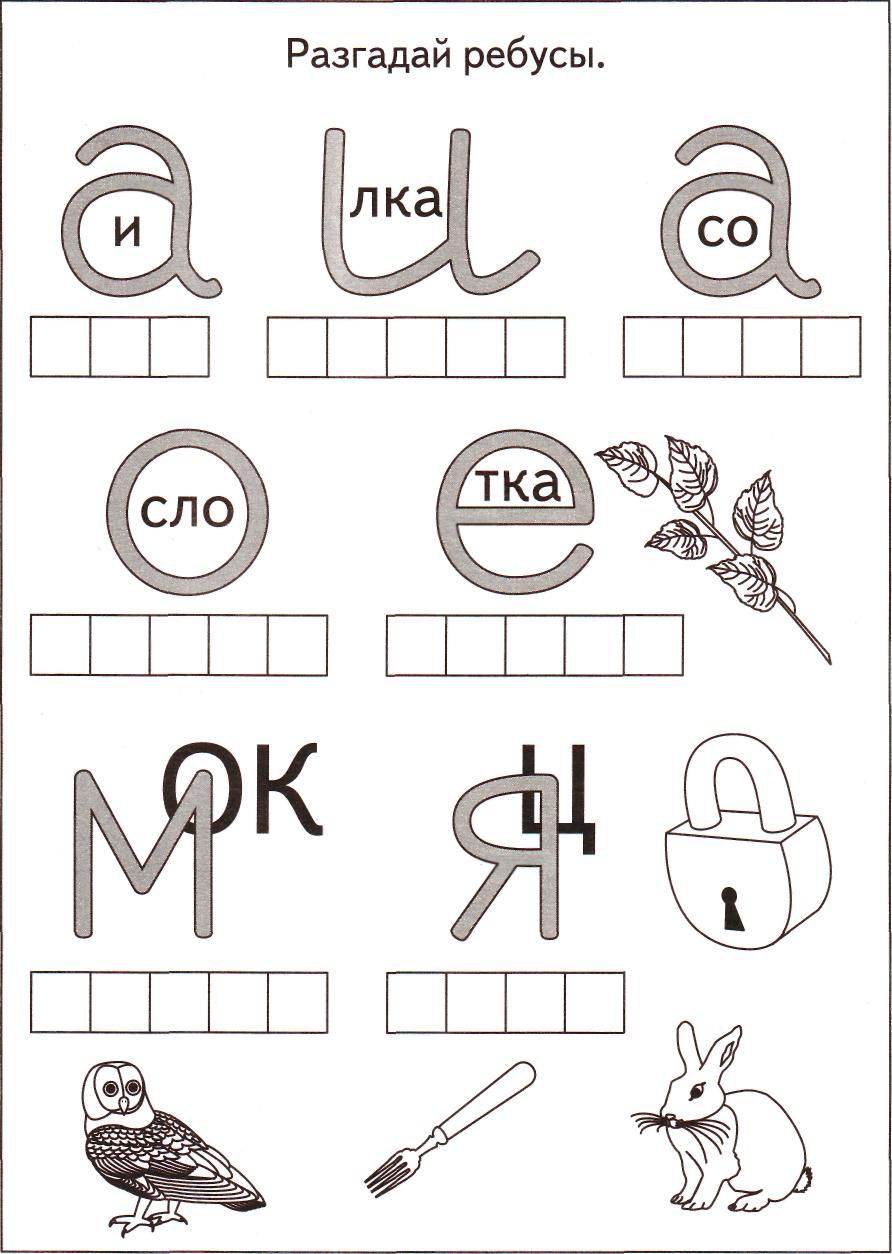 Разгадай ребусы.
а и
и лка
а со
о сло
е тка
м ок
я ц